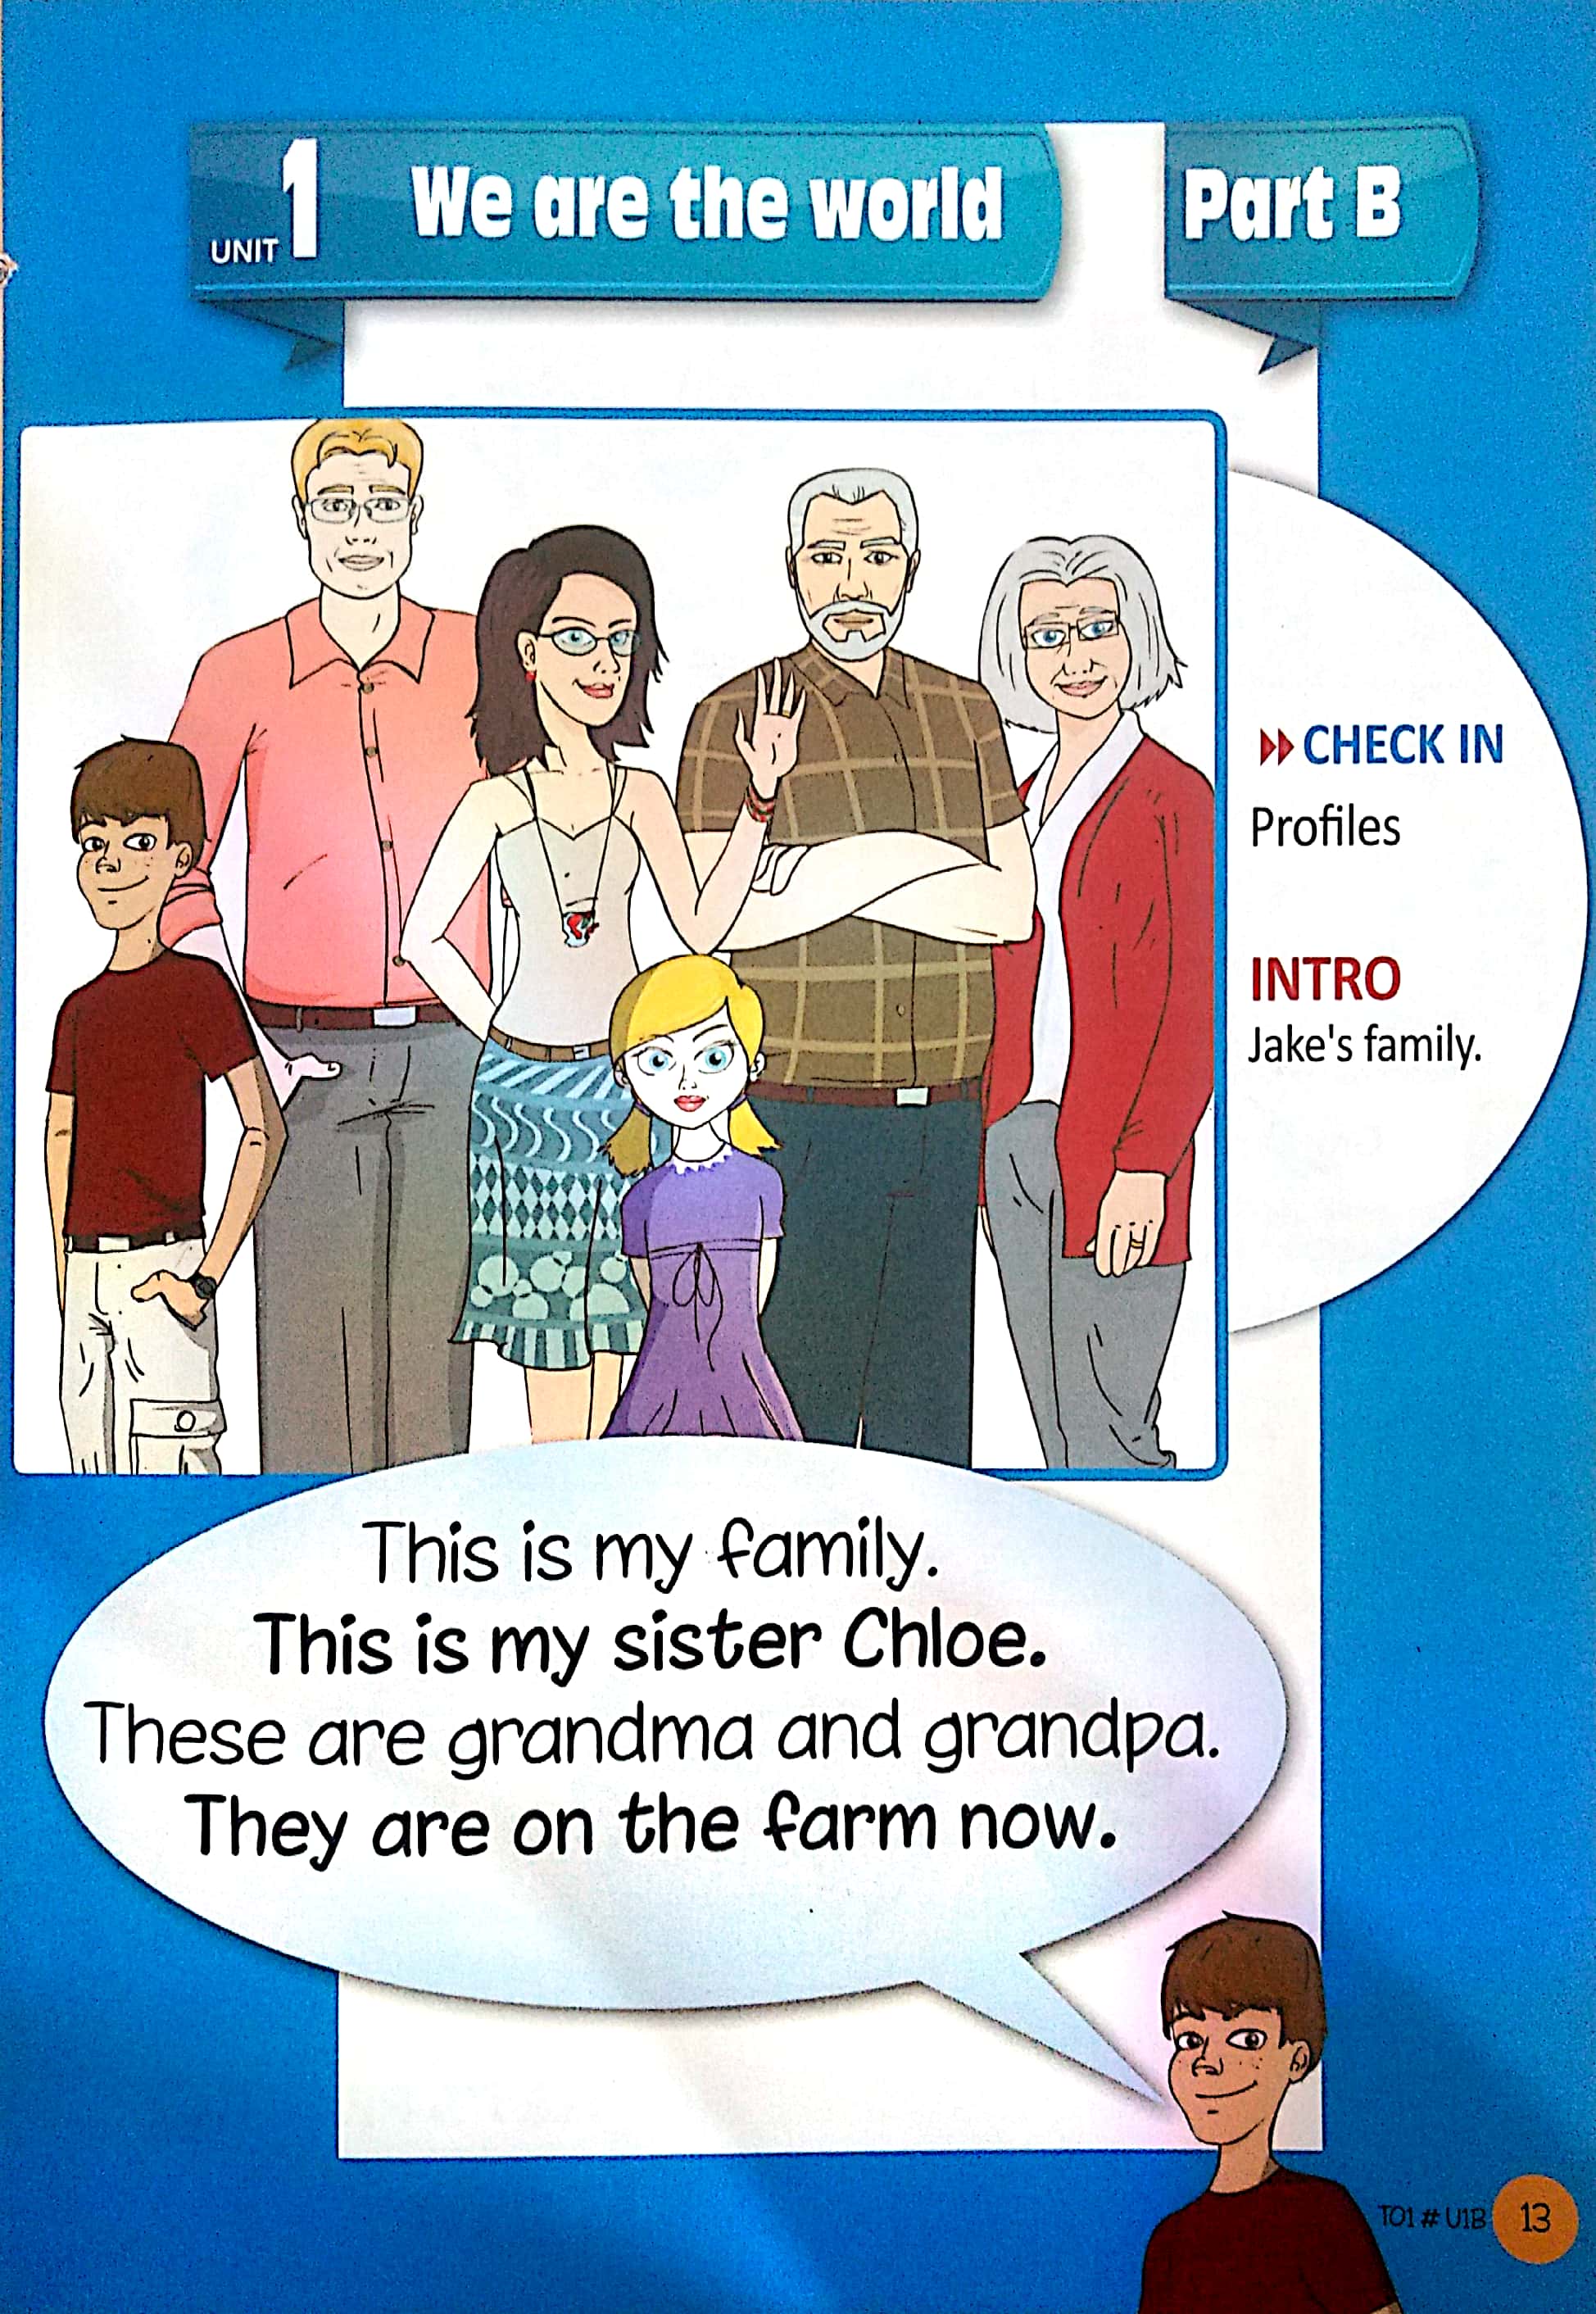 UNIT 1 We are the world
Part B
CHECK IN
Profiles
INTRO
Jake's family.
This is my family.
This is my sister Chloe.
These are grandma and grandpa.
They are on the farm now.
TO1 # U1B 13